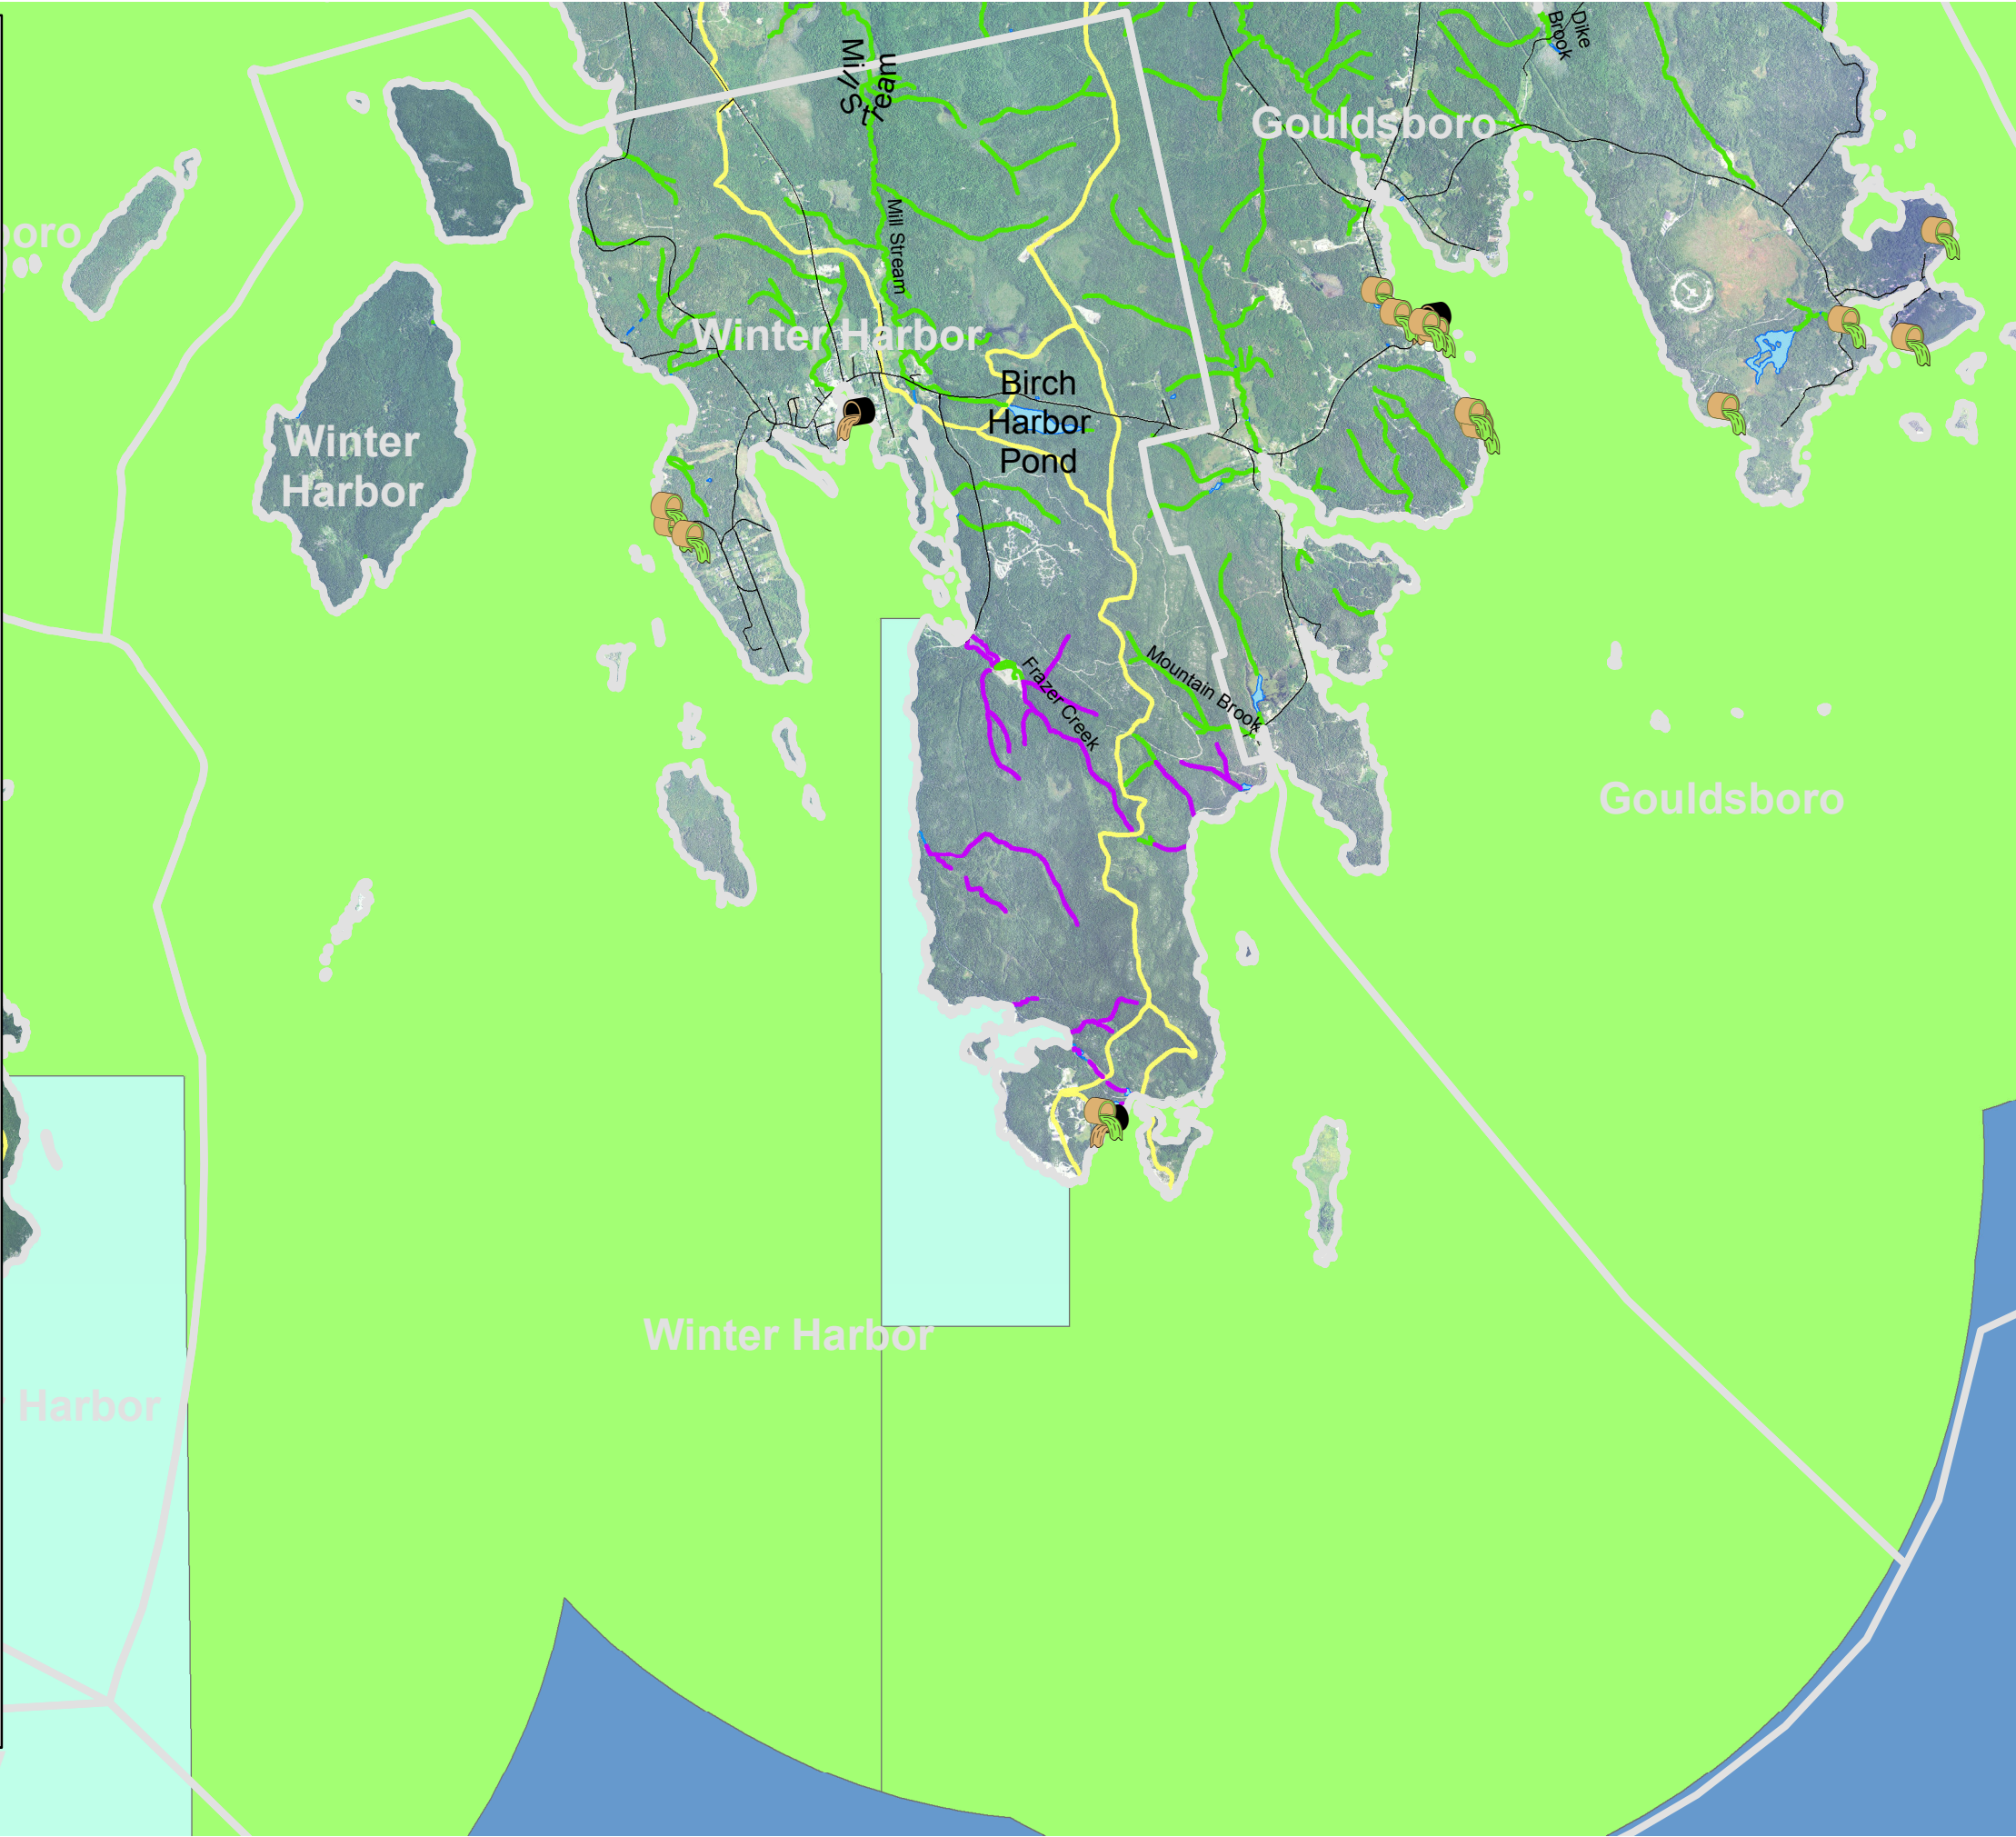 Dike
Brook
Mill Stream
Gouldsboro
boro
Mill Stream
Winter Harbor
Birch
Harbor
Pond
Winter
Harbor
Frazer Creek
Mountain Brook
Gouldsboro
Winter Harbor
Harbor